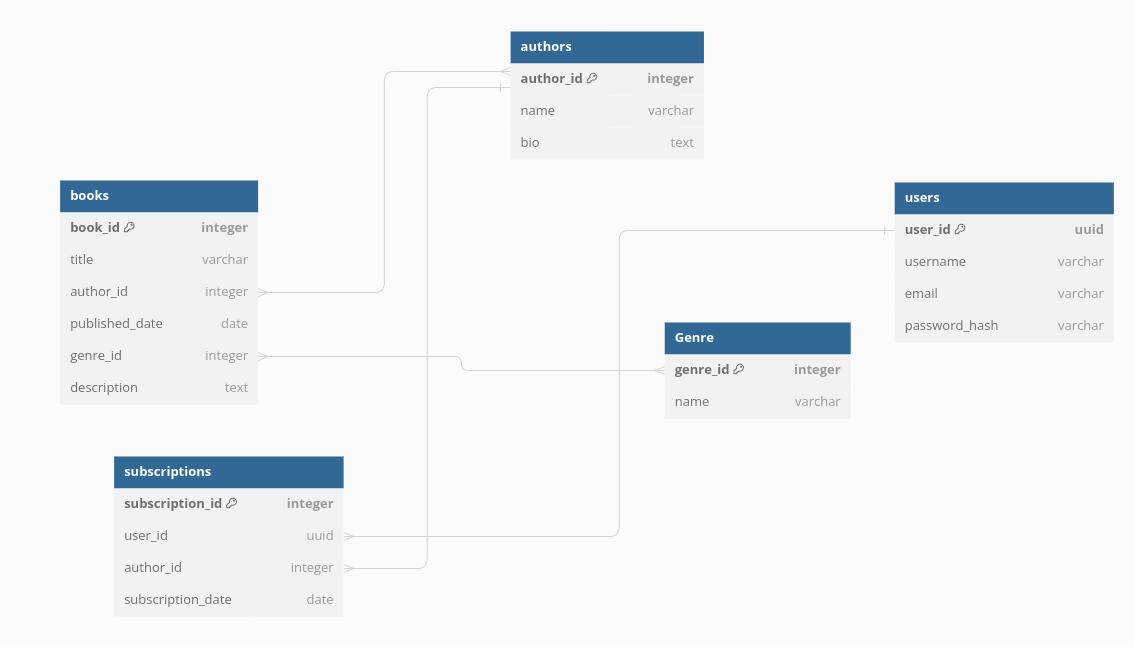 authors
author_id integer
name varchar
bio text
books
book_id integer
title varchar
author_id integer
published_date date
genre_id integer
description text
users
user_id uuid
username varchar
email varchar
password_hash varchar
Genre
genre_id integer
name varchar
subscriptions
subscription_id integer
user_id uuid
author_id integer
subscription_date date